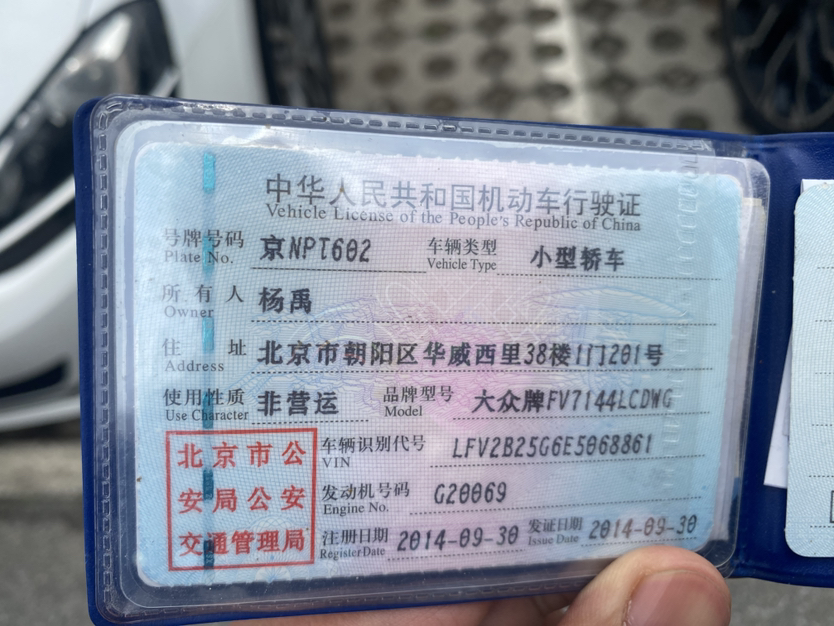 中华人民共和国机动车行驶证
Vehicle License of the People's Republic of China
号牌号码 京NPT602 车辆类型 小型轿车
Plate No. Vehicle Type
所有人 杨禹
Owner
住址 北京市朝阳区华威西里38楼1门201号
Address
使用性质 非营运 品牌型号 大众牌FV7144LCDWG
Use Character Model
北京市公
安局公安
交通管理局
车辆识别代号 LFV2B25G6E5068861
VIN
发动机号码 G20069
Engine No.
注册日期 2014-09-30 发证日期 2014-09-30
Register Date Issue Date